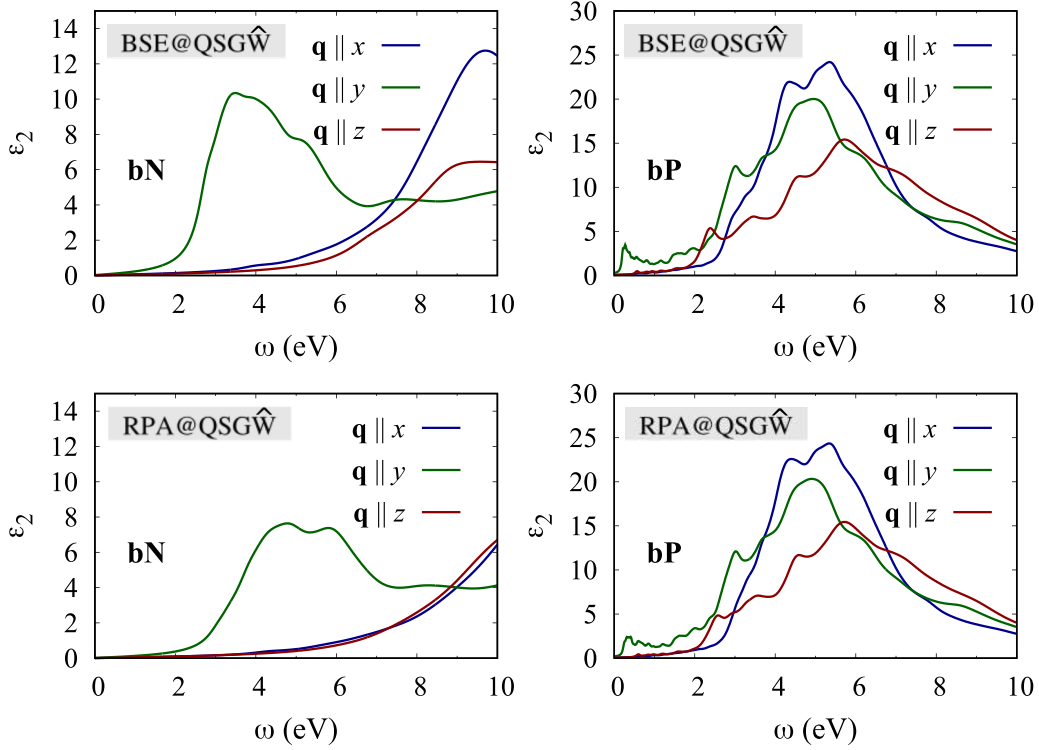 14
12
10
8
6
4
2
0
ε2
BSE@QSGŴ
q || x
q || y
q || z
bN
0 2 4 6 8 10
ω (eV)
30
25
20
15
10
5
0
ε2
BSE@QSGŴ
q || x
q || y
q || z
bP
0 2 4 6 8 10
ω (eV)
14
12
10
8
6
4
2
0
ε2
RPA@QSGŴ
q || x
q || y
q || z
bN
0 2 4 6 8 10
ω (eV)
30
25
20
15
10
5
0
ε2
RPA@QSGŴ
q || x
q || y
q || z
bP
0 2 4 6 8 10
ω (eV)